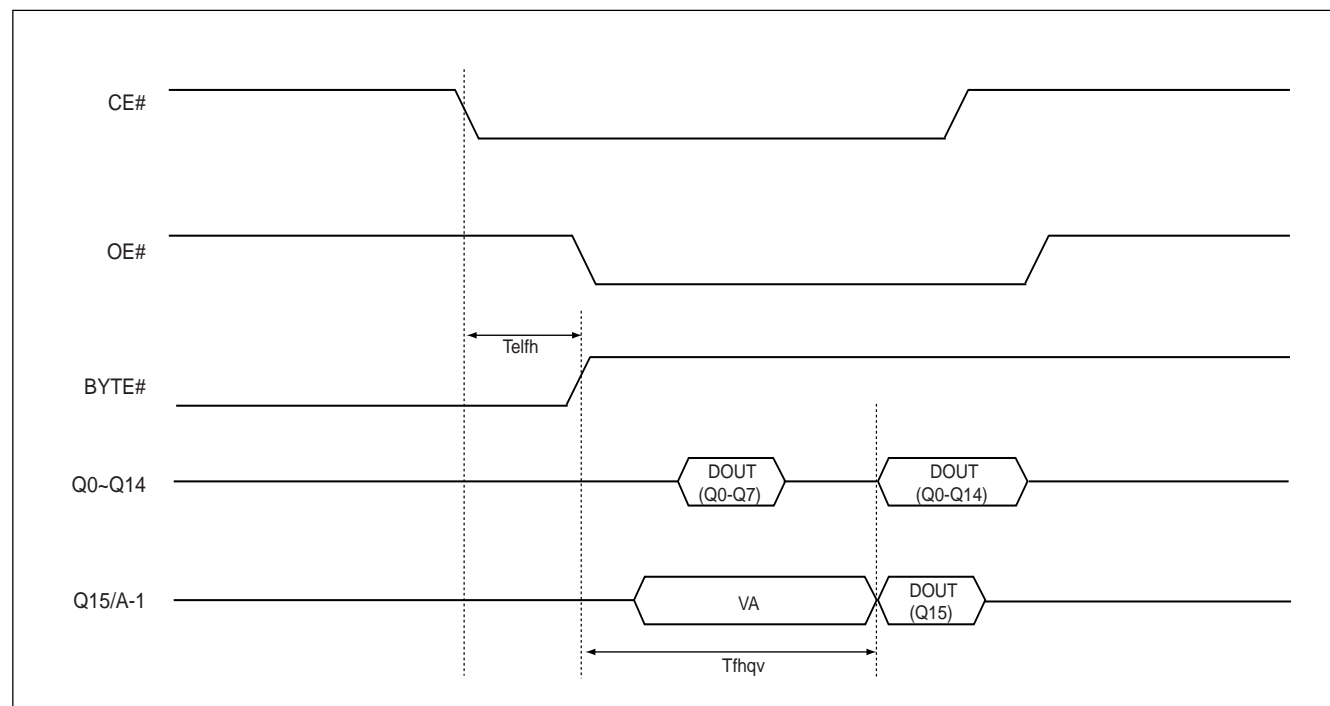 CE#
OE#
Telfh
BYTE#
Q0~Q14
DOUT
(Q0-Q7)
DOUT
(Q0-Q14)
Q15/A-1
VA
DOUT
(Q15)
Tfhqv